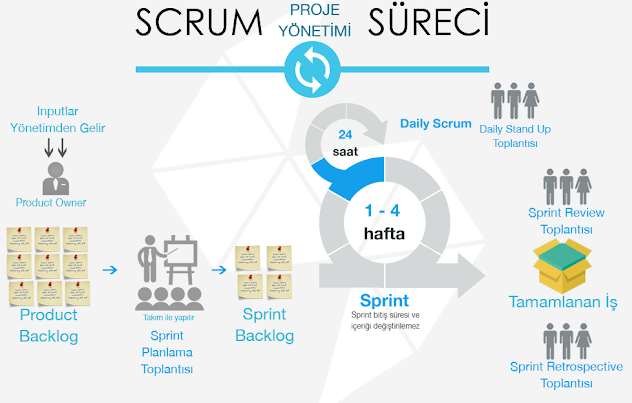 SCRUM PROJE YÖNETİMİ SÜRECİ
Inputlar
Yönetimden Gelir
Product Owner
Product
Backlog
Takım ile yapılır
Sprint
Planlama
Toplantısı
Sprint
Backlog
24
saat
Daily Scrum
1 - 4
hafta
Sprint
Sprint bitiş süresi ve
içeriği değiştirilemez
Daily Stand Up
Toplantısı
Sprint Review
Toplantısı
Tamamlanan İş
Sprint Retrospective
Toplantısı